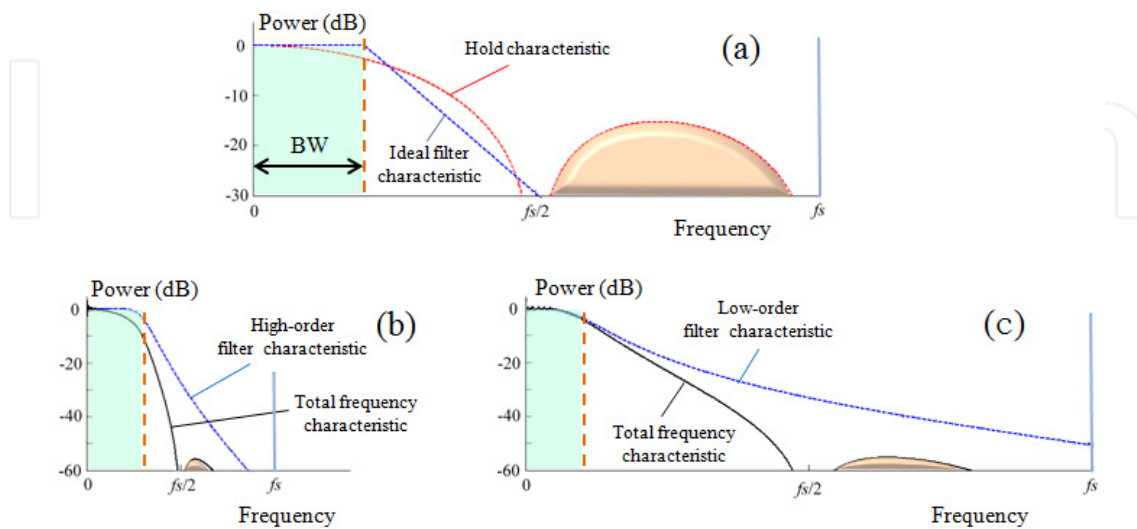 Power (dB)
(a)
Hold characteristic
0
-10
-20
-30
BW
Ideal filter
characteristic
0
fs/2
fs
Frequency
Power (dB)
(b)
0
-20
-40
-60
High-order
filter characteristic
Total frequency
characteristic
0
fs/2
fs
Frequency
Power (dB)
(c)
0
-20
-40
-60
Low-order
filter characteristic
Total frequency
characteristic
0
fs/2
fs
Frequency